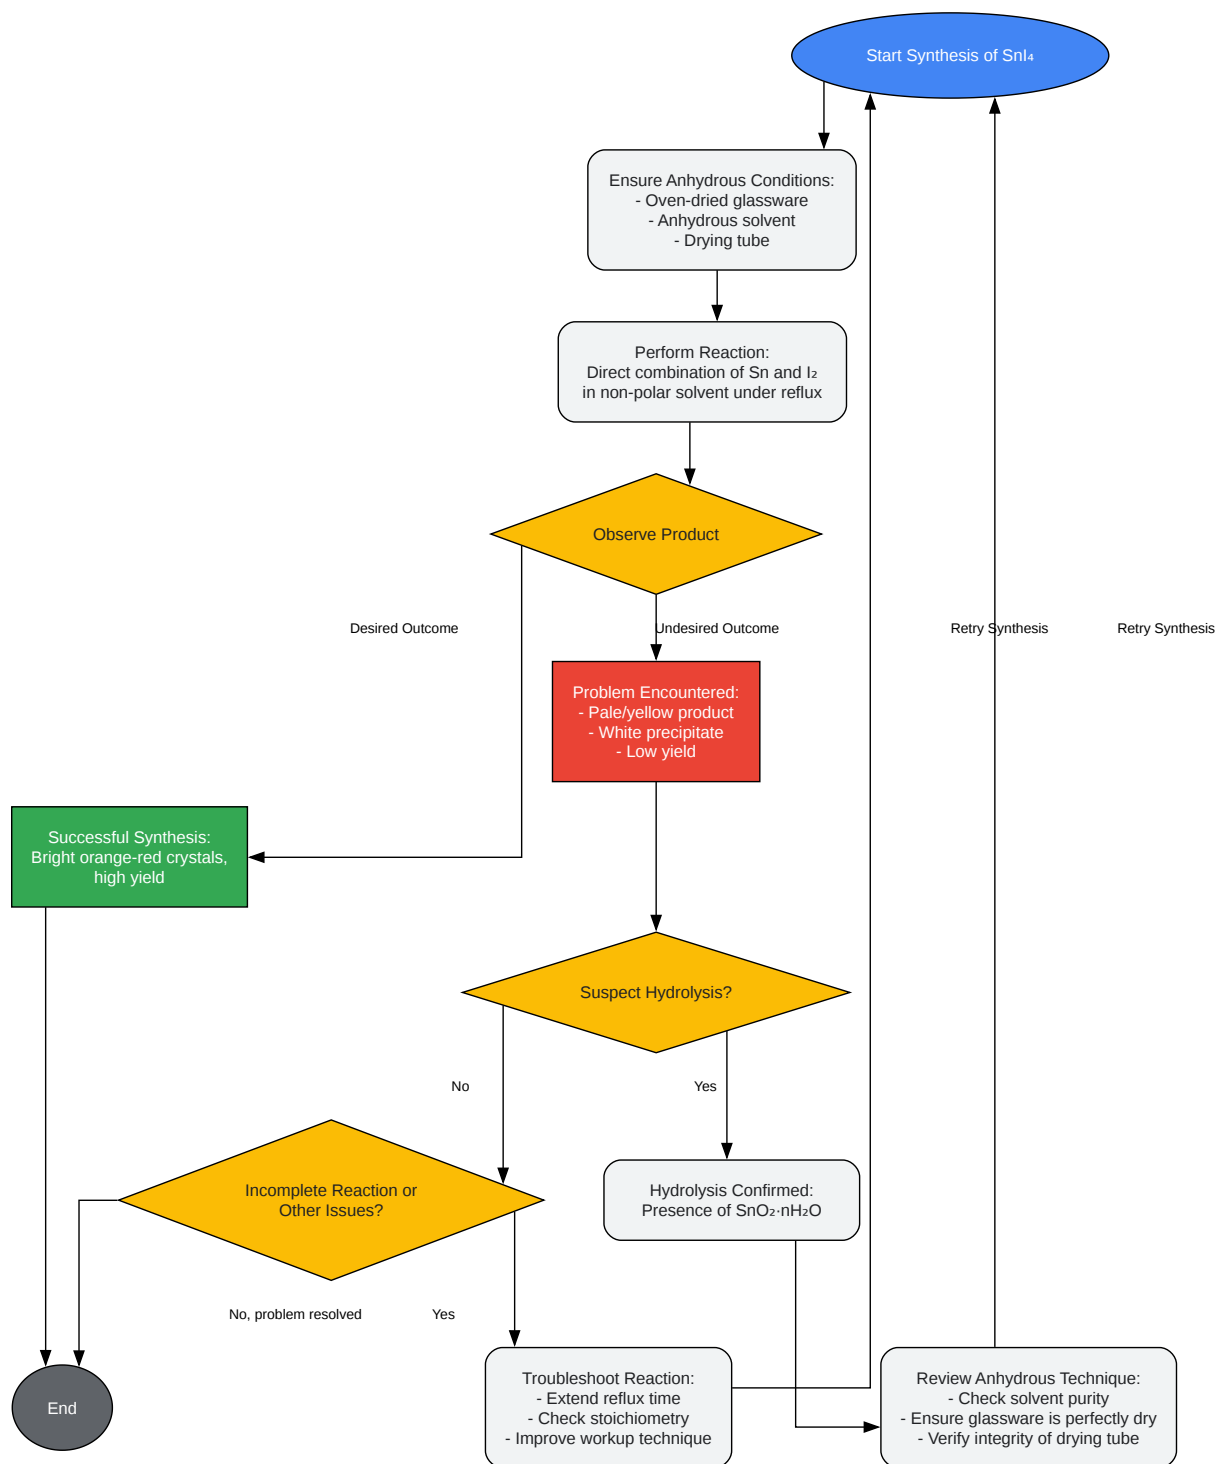 Start Synthesis of SnI₄
Ensure Anhydrous Conditions:
- Oven-dried glassware
- Anhydrous solvent
- Drying tube
Perform Reaction:
Direct combination of Sn and I₂
in non-polar solvent under reflux
Observe Product
Desired Outcome
Undesired Outcome
Retry Synthesis
Retry Synthesis
Problem Encountered:
- Pale/yellow product
- White precipitate
- Low yield
Successful Synthesis:
Bright orange-red crystals,
high yield
Suspect Hydrolysis?
No
Yes
Incomplete Reaction or
Other Issues?
Hydrolysis Confirmed:
Presence of SnO₂·nH₂O
No, problem resolved
Yes
End
Troubleshoot Reaction:
- Extend reflux time
- Check stoichiometry
- Improve workup technique
Review Anhydrous Technique:
- Check solvent purity
- Ensure glassware is perfectly dry
- Verify integrity of drying tube